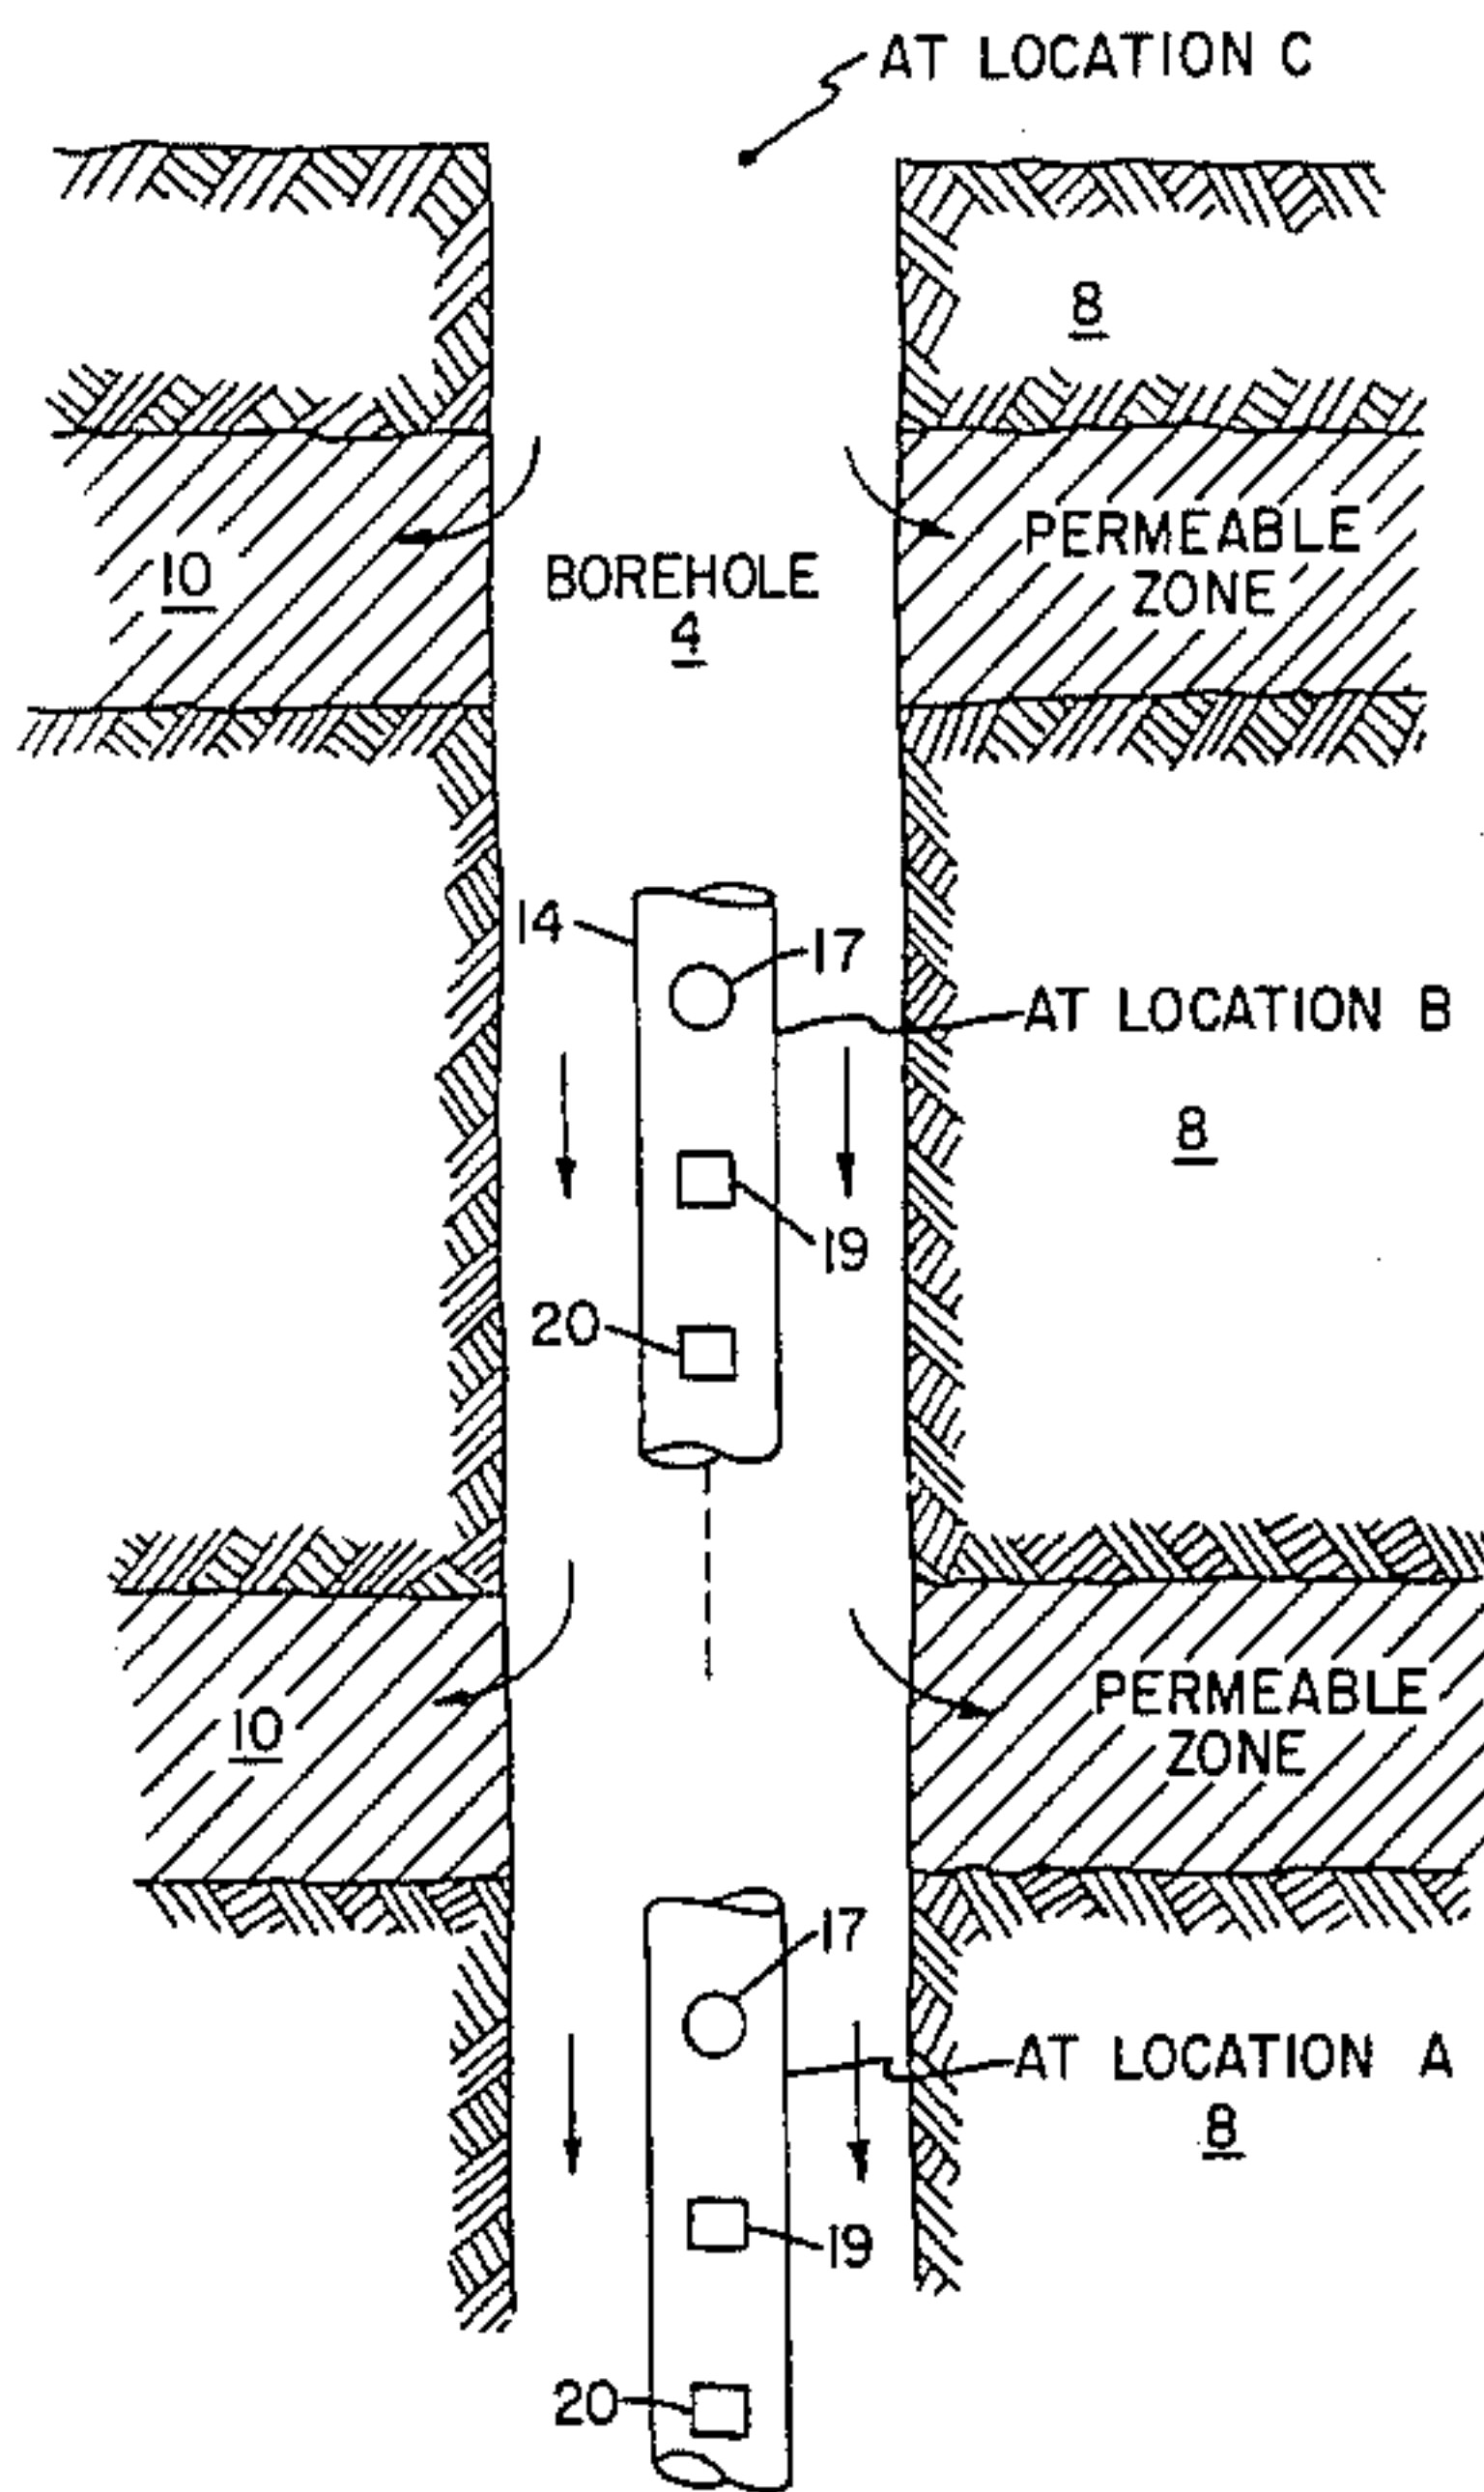 AT LOCATION C
8
PERMEABLE
ZONE
10
BOREHOLE
4
14
17
AT LOCATION B
8
19
20
10
PERMEABLE
ZONE
17
AT LOCATION A
8
19
20